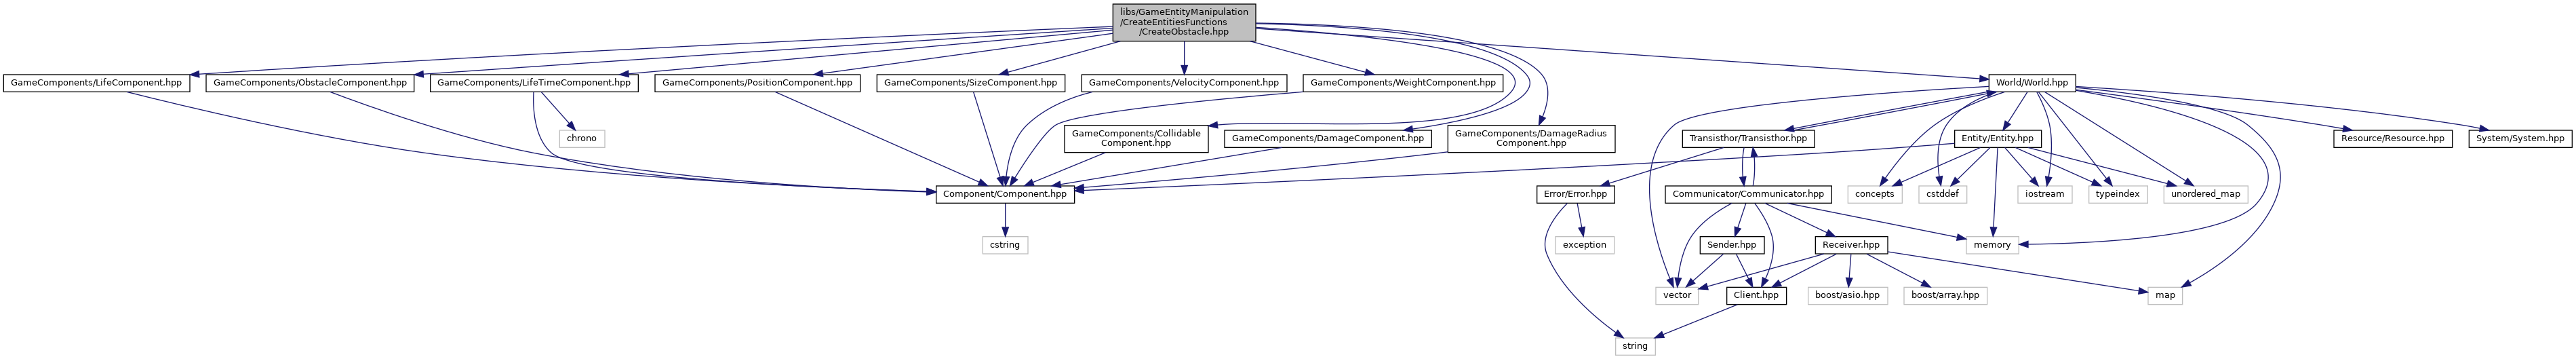 libs/GameEntityManipulation
/CreateEntitiesFunctions
/CreateObstacle.hpp
GameComponents/LifeComponent.hpp
GameComponents/ObstacleComponent.hpp
GameComponents/LifeTimeComponent.hpp
GameComponents/PositionComponent.hpp
GameComponents/SizeComponent.hpp
GameComponents/VelocityComponent.hpp
GameComponents/WeightComponent.hpp
World/World.hpp
chrono
GameComponents/Collidable
Component.hpp
GameComponents/DamageComponent.hpp
GameComponents/DamageRadius
Component.hpp
Transisthor/Transisthor.hpp
Entity/Entity.hpp
Resource/Resource.hpp
System/System.hpp
Component/Component.hpp
Error/Error.hpp
Communicator/Communicator.hpp
concepts
cstddef
iostream
typeindex
unordered_map
cstring
exception
Sender.hpp
Receiver.hpp
memory
vector
Client.hpp
boost/asio.hpp
boost/array.hpp
map
string